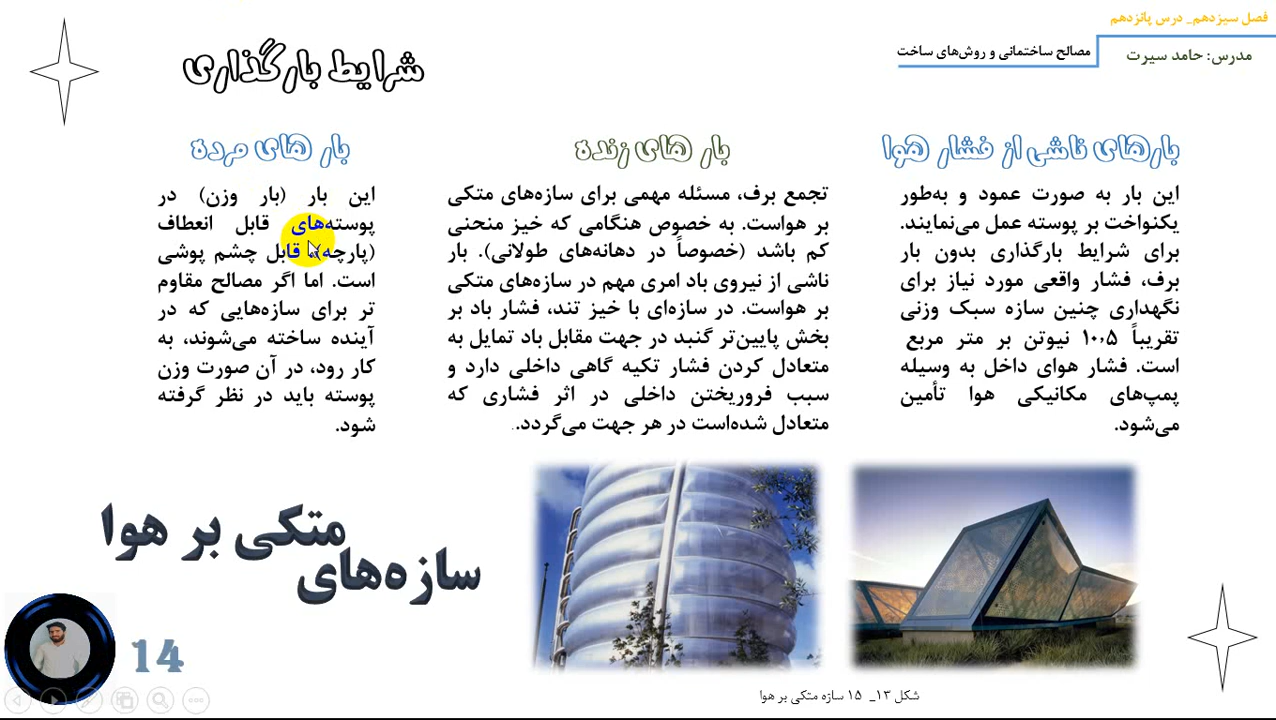 فصل سیزدهم_ درس پانزدهم
مدرس: حامد سیرت
مصالح ساختمانی و روش‌های ساخت
شرایط بارگذاری
بارهای ناشی از فشار هوا
این بار به صورت عمود و به‌طور
یکنواخت بر پوسته عمل می‌نمایند.
برای شرایط بارگذاری بدون بار
برف، فشار واقعی مورد نیاز برای
نگهداری چنین سازه سبک وزنی
تقریباً ۱۰،۵ نیوتن بر متر مربع
است. فشار هوای داخل به وسیله
پمپ‌های مکانیکی هوا تأمین
می‌شود.
بار های زنده
تجمع برف، مسئله مهمی برای سازه‌های متکی
بر هواست. به خصوص هنگامی که خیز منحنی
کم باشد (خصوصاً در دهانه‌های طولانی). بار
ناشی از نیروی باد امری مهم در سازه‌های متکی
بر هواست. در سازه‌ای با خیز تند، فشار باد بر
بخش پایین‌تر گنبد در جهت مقابل باد تمایل به
متعادل کردن فشار تکیه گاهی داخلی دارد و
سبب فروریختن داخلی در اثر فشاری که
متعادل شده‌است در هر جهت می‌گردد.
بار های مرده
این بار (بار وزن) در
پوسته‌های قابل انعطاف
(پارچه‌) قابل چشم پوشی
است. اما اگر مصالح مقاوم
تر برای سازه‌هایی که در
آینده ساخته می‌شوند، به
کار رود، در آن صورت وزن
پوسته باید در نظر گرفته
شود.
سازه‌های
متکی بر هوا
شکل ۱۳_ ۱۵ سازه متکی بر هوا
14